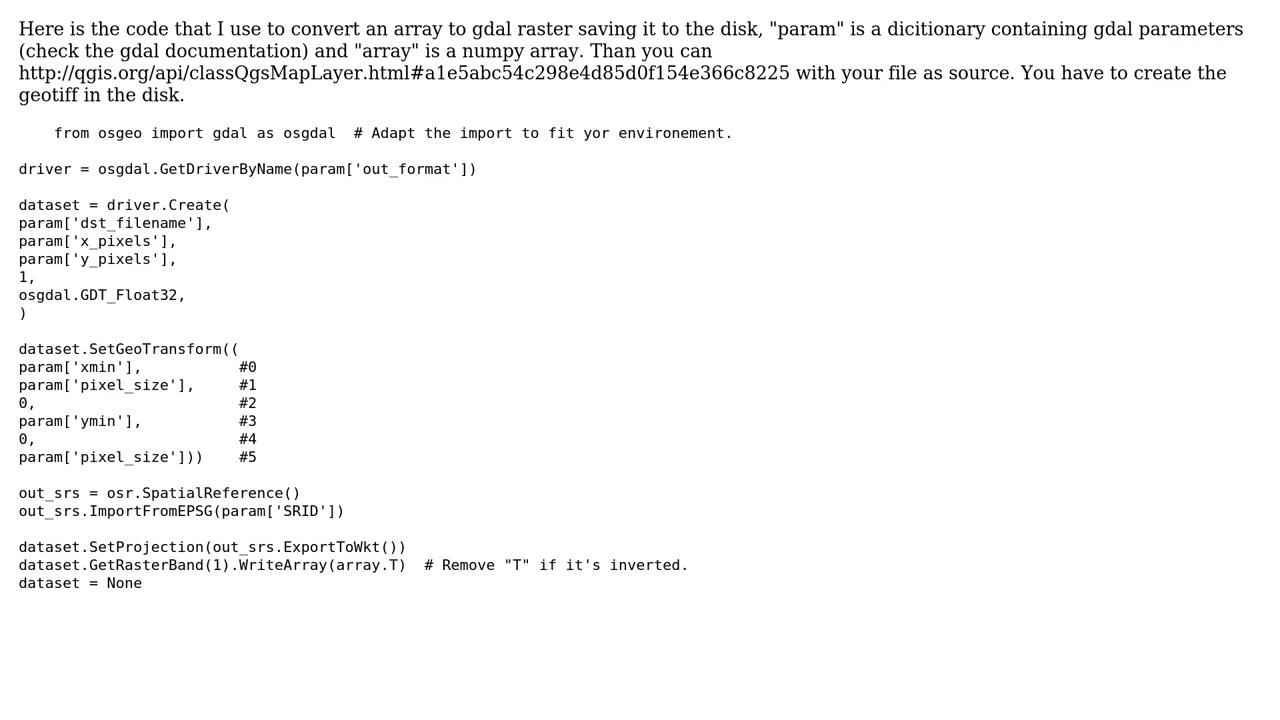 Here is the code that I use to convert an array to gdal raster saving it to the disk, "param" is a dicitionary containing gdal parameters
(check the gdal documentation) and "array" is a numpy array. Than you can
http://qgis.org/api/classQgsMapLayer.html#a1e5abc54c298e4d85d0f154e366c8225 with your file as source. You have to create the
geotiff in the disk.
    from osgeo import gdal as osgdal  # Adapt the import to fit yor environement.
driver = osgdal.GetDriverByName(param['out_format'])
dataset = driver.Create(
param['dst_filename'],
param['x_pixels'],
param['y_pixels'],
1,
osgdal.GDT_Float32,
)
dataset.SetGeoTransform((
param['xmin'],           #0
param['pixel_size'],     #1
0,                       #2
param['ymin'],           #3
0,                       #4
param['pixel_size']))    #5
out_srs = osr.SpatialReference()
out_srs.ImportFromEPSG(param['SRID'])
dataset.SetProjection(out_srs.ExportToWkt())
dataset.GetRasterBand(1).WriteArray(array.T)  # Remove "T" if it's inverted.
dataset = None